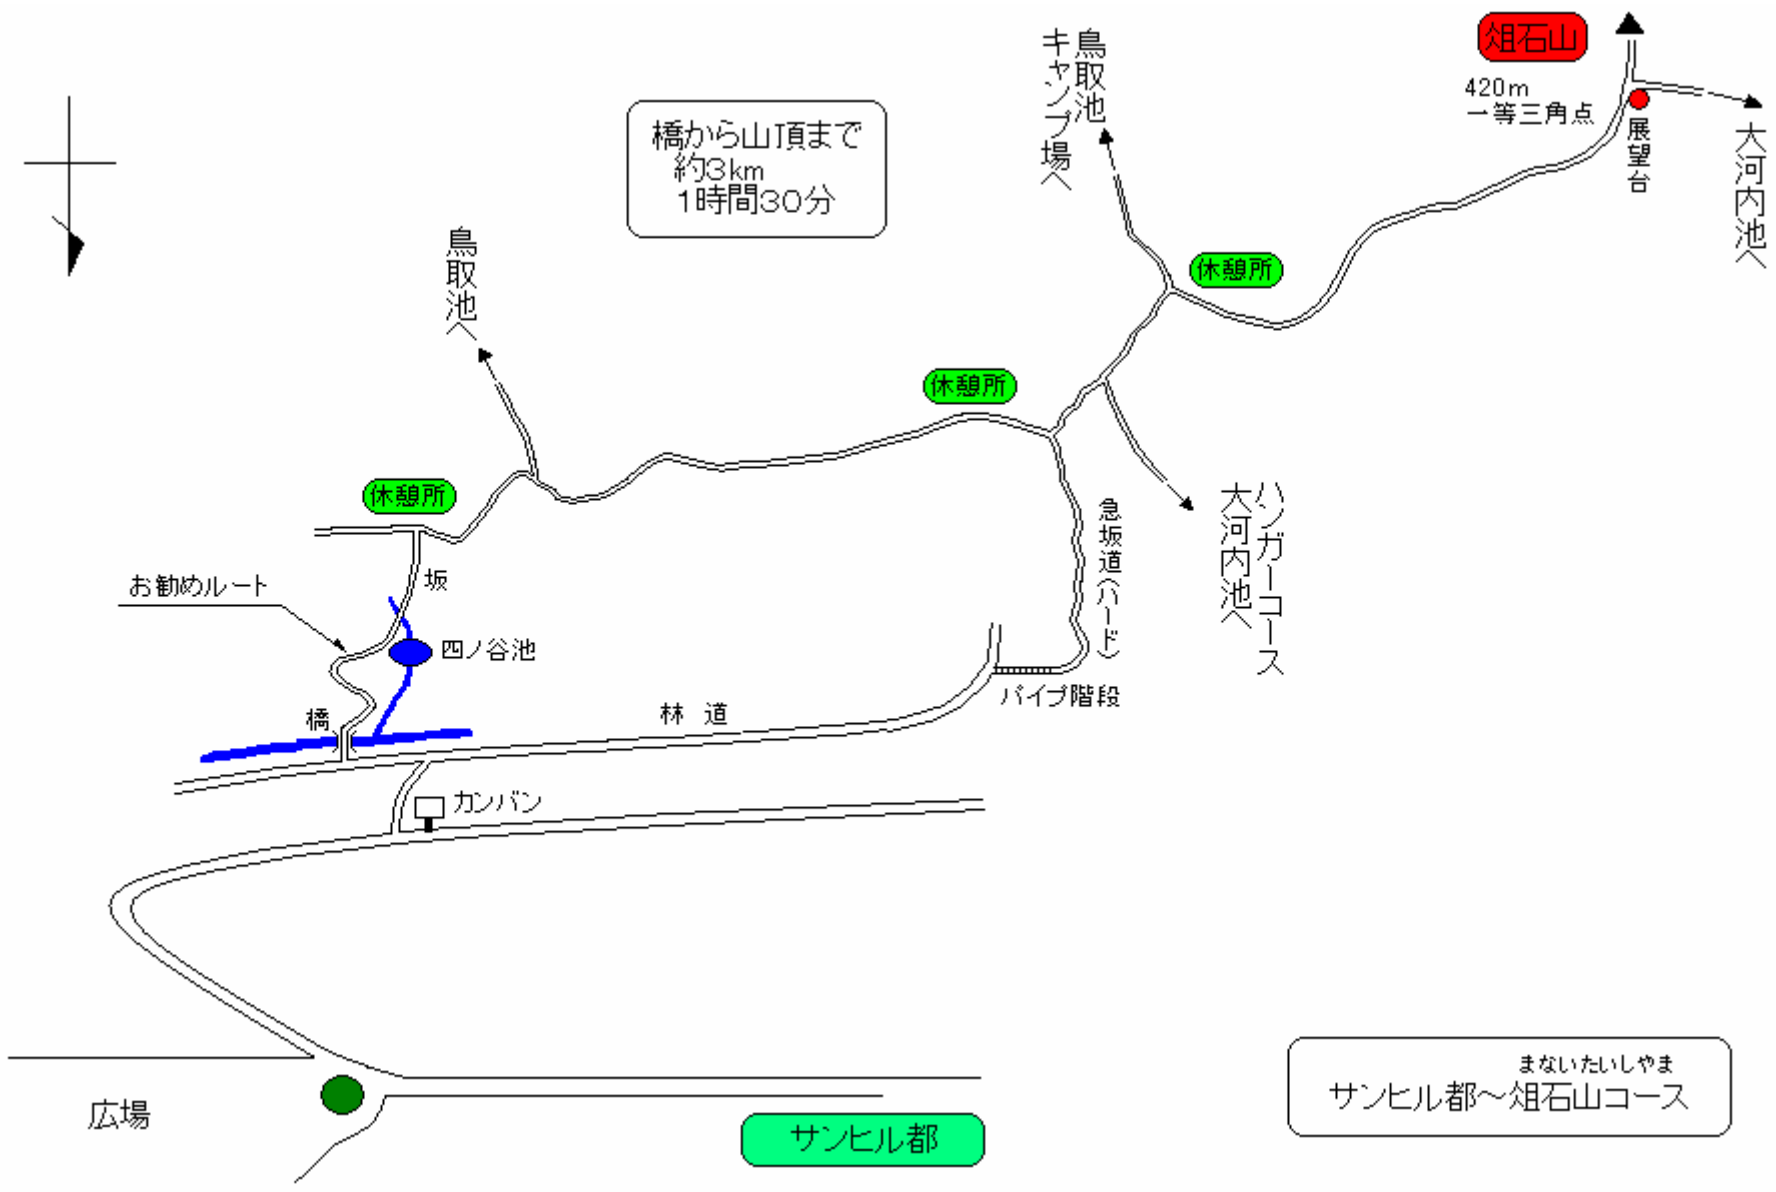 俎石山
420m
一等三角点
展望台
大河内池へ
鳥取池
キャンプ場へ
橋から山頂まで
約3km
1時間30分
鳥取池へ
休憩所
休憩所
休憩所
ハンガーコース
大河内池へ
急坂道(ハード)
坂
お勧めルート
四ノ谷池
パイプ階段
橋
林道
カンバン
まないたいしやま
サンヒル都～俎石山コース
広場
サンヒル都